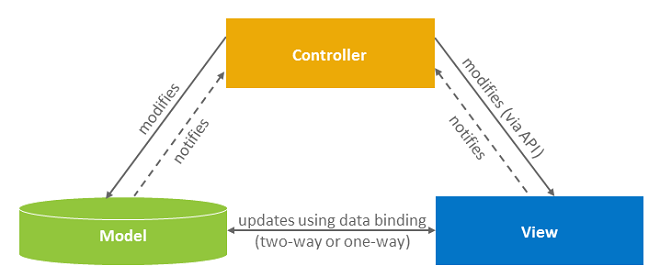 Controller
modifies
notifies
modifies (via API)
notifies
updates using data binding
(two-way or one-way)
Model
View